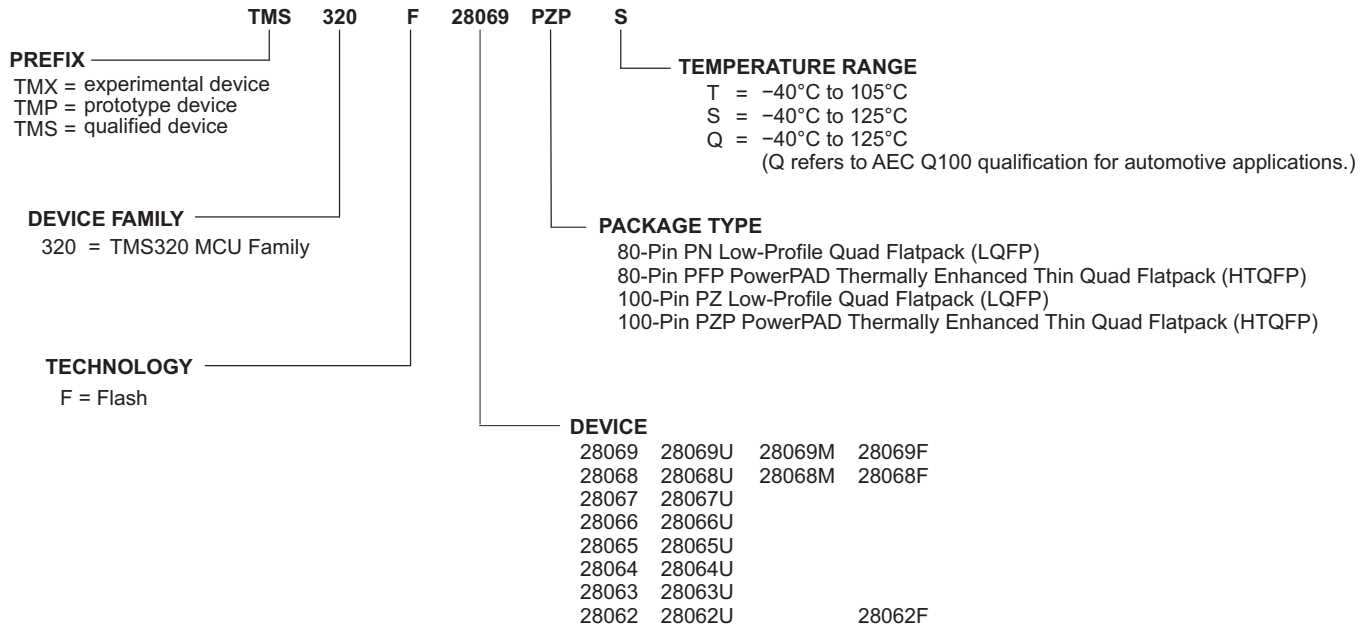 TMS 320 F 28069 PZP S
PREFIX
TMX = experimental device
TMP = prototype device
TMS = qualified device
TEMPERATURE RANGE
T = −40°C to 105°C
S = −40°C to 125°C
Q = −40°C to 125°C
(Q refers to AEC Q100 qualification for automotive applications.)
DEVICE FAMILY
320 = TMS320 MCU Family
PACKAGE TYPE
80-Pin PN Low-Profile Quad Flatpack (LQFP)
80-Pin PFP PowerPAD Thermally Enhanced Thin Quad Flatpack (HTQFP)
100-Pin PZ Low-Profile Quad Flatpack (LQFP)
100-Pin PZP PowerPAD Thermally Enhanced Thin Quad Flatpack (HTQFP)
TECHNOLOGY
F = Flash
DEVICE
28069 28069U 28069M 28069F
28068 28068U 28068M 28068F
28067 28067U
28066 28066U
28065 28065U
28064 28064U
28063 28063U
28062 28062U 28062F